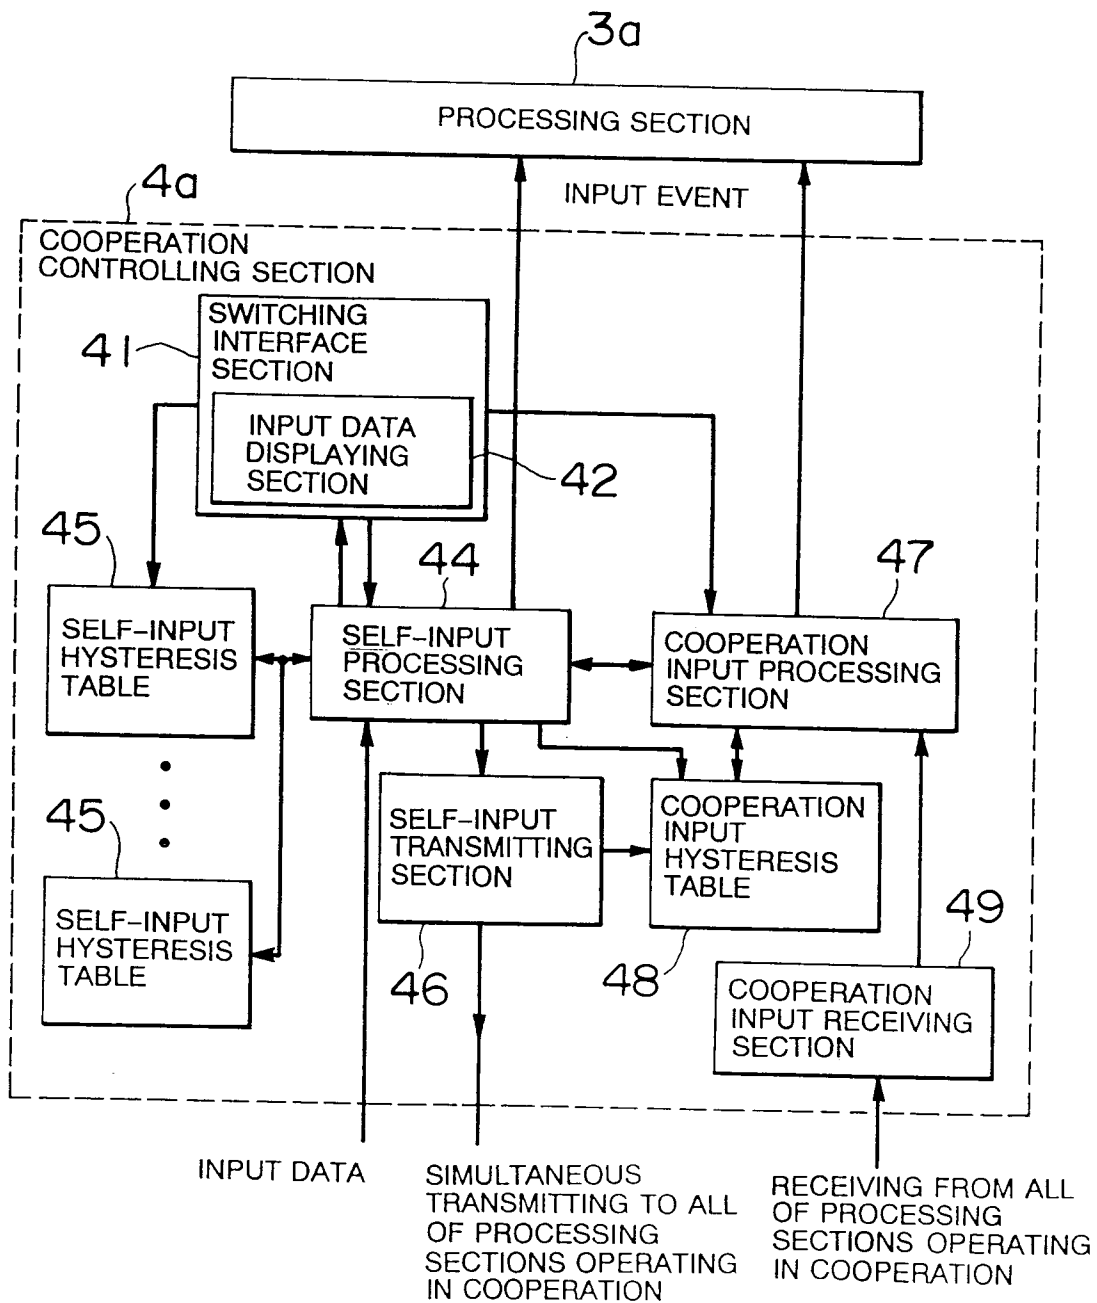 3a
PROCESSING SECTION
4a
INPUT EVENT
COOPERATION
CONTROLLING SECTION
SWITCHING
INTERFACE
SECTION
41
INPUT DATA
DISPLAYING
SECTION
42
45
44
47
SELF-INPUT
HYSTERESIS
TABLE
SELF-INPUT
PROCESSING
SECTION
COOPERATION
INPUT PROCESSING
SECTION
45
SELF-INPUT
TRANSMITTING
SECTION
COOPERATION
INPUT
HYSTERESIS
TABLE
SELF-INPUT
HYSTERESIS
TABLE
46
48
49
COOPERATION
INPUT RECEIVING
SECTION
INPUT DATA
SIMULTANEOUS
TRANSMITTING TO ALL
OF PROCESSING
SECTIONS OPERATING
IN COOPERATION
RECEIVING FROM ALL
OF PROCESSING
SECTIONS OPERATING
IN COOPERATION